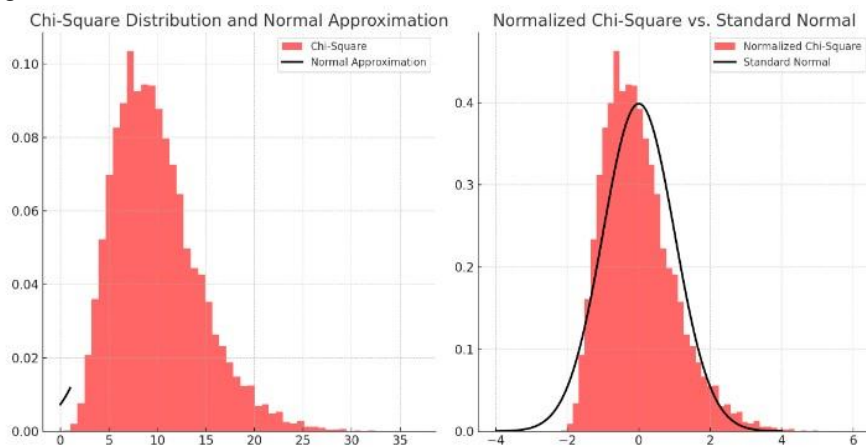 Chi-Square Distribution and Normal Approximation
Chi-Square
Normal Approximation
0.10
0.08
0.06
0.04
0.02
0.00
0 5 10 15 20 25 30 35
Normalized Chi-Square vs. Standard Normal
Normalized Chi-Square
Standard Normal
0.4
0.3
0.2
0.1
0.0
−4 −2 0 2 4 6